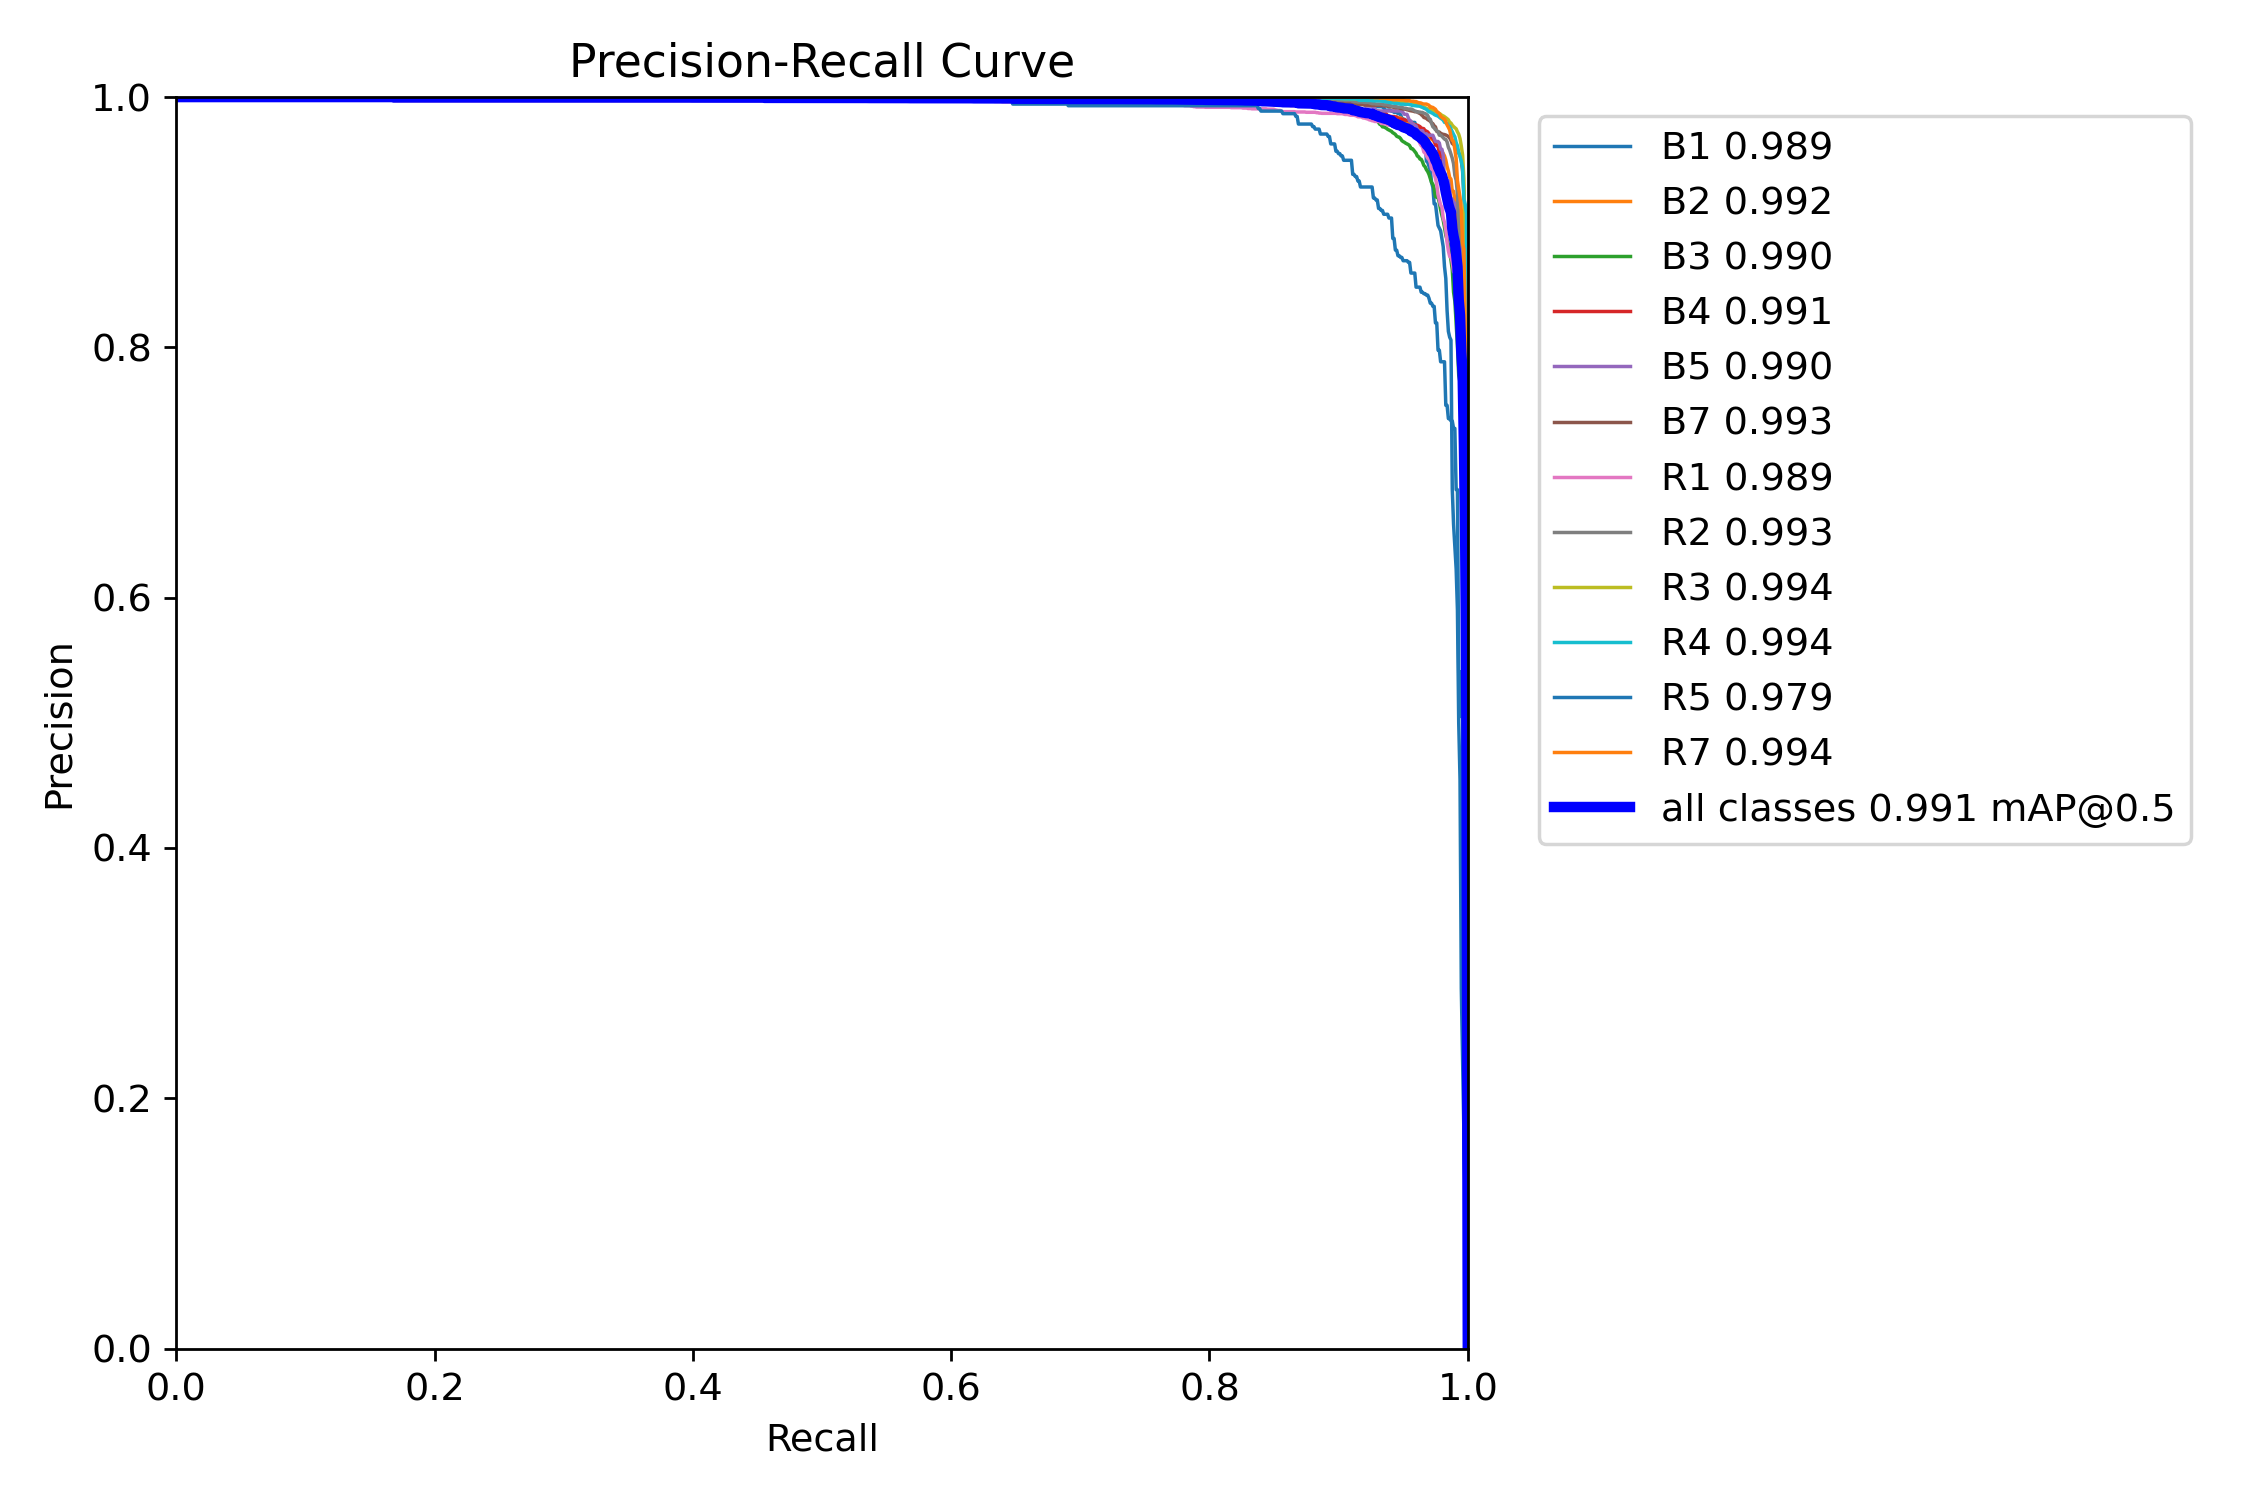 Precision-Recall Curve
1.0
0.8
0.6
0.4
0.2
0.0
Precision
0.0 0.2 0.4 0.6 0.8 1.0
Recall
B1 0.989
B2 0.992
B3 0.990
B4 0.991
B5 0.990
B7 0.993
R1 0.989
R2 0.993
R3 0.994
R4 0.994
R5 0.979
R7 0.994
all classes 0.991 mAP@0.5